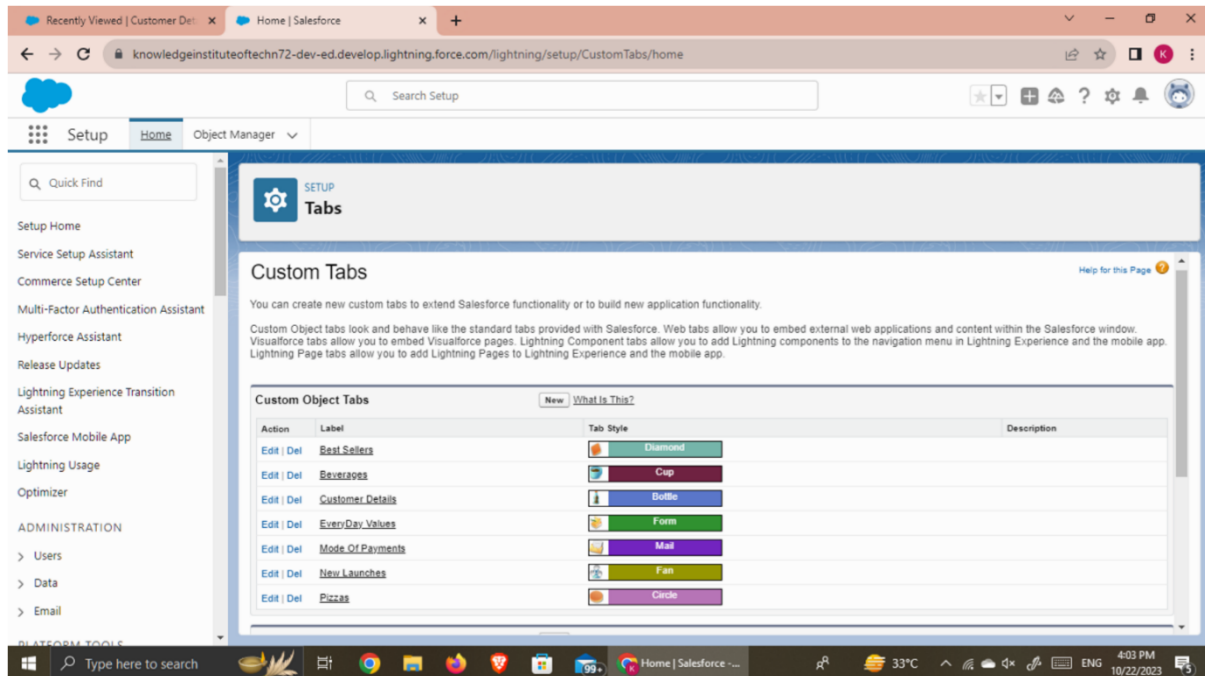 Recently Viewed | Customer Det
Home | Salesforce
knowledgeinstituteoftechn72-dev-ed.develop.lightning.force.com/lightning/setup/CustomTabs/home
K
Search Setup
Setup
Home
Object Manager
Quick Find
Setup Home
Service Setup Assistant
Commerce Setup Center
Multi-Factor Authentication Assistant
Hyperforce Assistant
Release Updates
Lightning Experience Transition
Assistant
Salesforce Mobile App
Lightning Usage
Optimizer
ADMINISTRATION
Users
Data
Email
PLATFORM TOOLS
SETUP
Tabs
Custom Tabs
Help for this Page
You can create new custom tabs to extend Salesforce functionality or to build new application functionality.
Custom Object tabs look and behave like the standard tabs provided with Salesforce. Web tabs allow you to embed external web applications and content within the Salesforce window.
Visualforce tabs allow you to embed Visualforce pages. Lightning Component tabs allow you to add Lightning components to the navigation menu in Lightning Experience and the mobile app.
Lightning Page tabs allow you to add Lightning Pages to Lightning Experience and the mobile app.
Custom Object Tabs New What Is This?
Action Label Tab Style Description
Edit | Del Best Sellers Diamond
Edit | Del Beverages Cup
Edit | Del Customer Details Bottle
Edit | Del EveryDay Values Form
Edit | Del Mode Of Payments Mail
Edit | Del New Launches Fan
Edit | Del Pizzas Circle
Type here to search
99+
Home | Salesforce -...
33°C
ENG
4:03 PM
10/22/2023
5